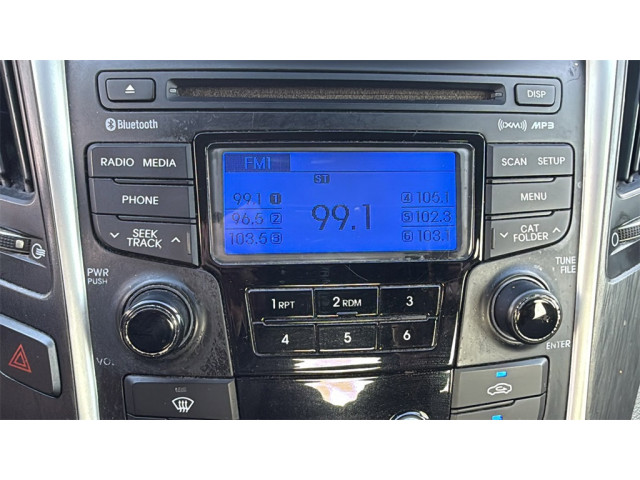 DISP
Bluetooth
((XM)) MP3
RADIO MEDIA
FM1
SCAN SETUP
ST
PHONE
99.1 1
4 105.1
MENU
96.5 2
99.1
5 102.3
SEEK
TRACK
103.5 3
6 103.1
CAT
FOLDER
PWR
PUSH
TUNE
FILE
1 RPT
2 RDM
3
4
5
6
VOL
ENTER